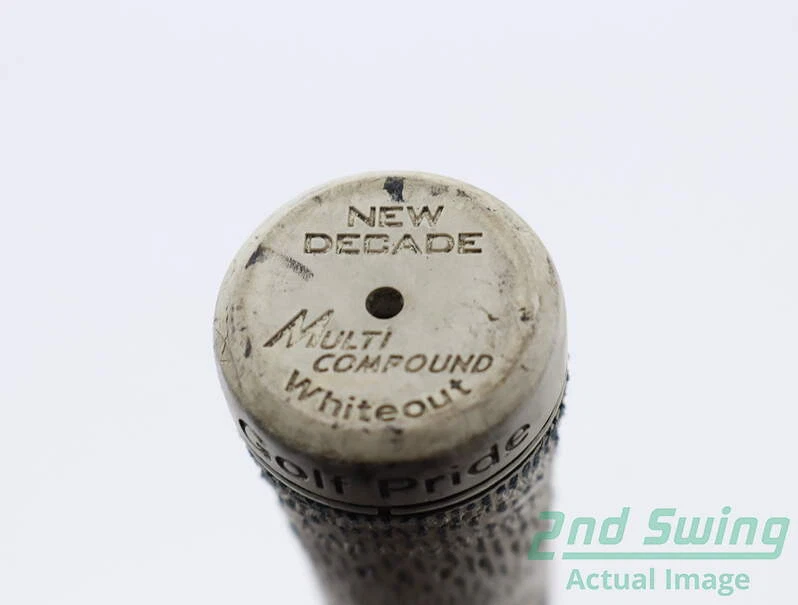 NEW
DECADE
MULTI
COMPOUND
Whiteout
Golf Pride
2nd Swing
Actual Image